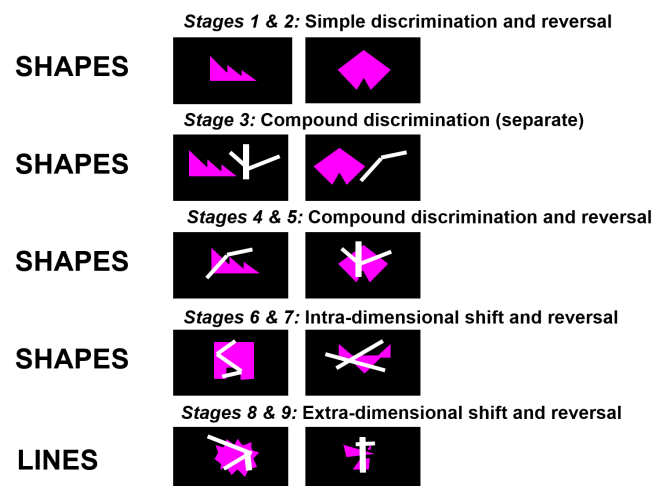 Stages 1 & 2: Simple discrimination and reversal
SHAPES
Stage 3: Compound discrimination (separate)
SHAPES
Stages 4 & 5: Compound discrimination and reversal
SHAPES
Stages 6 & 7: Intra-dimensional shift and reversal
SHAPES
Stages 8 & 9: Extra-dimensional shift and reversal
LINES